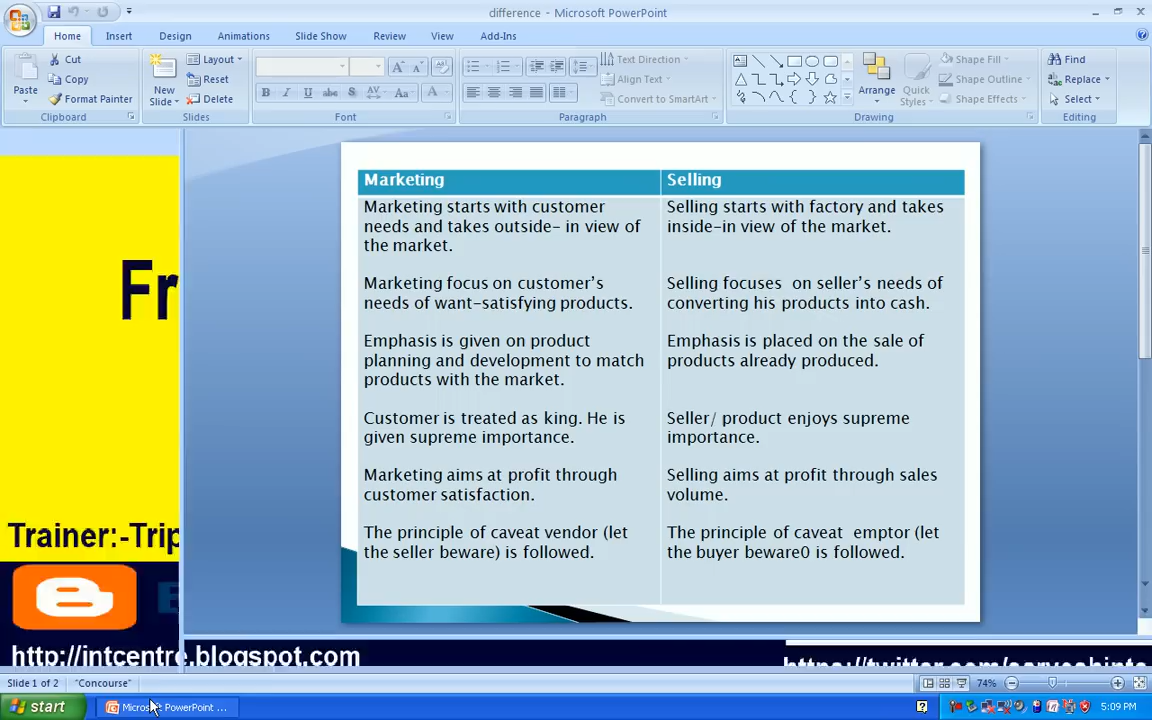 difference - Microsoft PowerPoint
Home Insert Design Animations Slide Show Review View Add-Ins
Paste
Cut
Copy
Format Painter
Clipboard
New
Slide
Layout
Reset
Delete
Slides
B I U abc S AV Aa A
Font
Text Direction
Align Text
Convert to SmartArt
Paragraph
Arrange
Quick
Styles
Shape Fill
Shape Outline
Shape Effects
Drawing
Find
Replace
Select
Editing
Marketing
Marketing starts with customer
needs and takes outside- in view of
the market.
Marketing focus on customer's
needs of want-satisfying products.
Emphasis is given on product
planning and development to match
products with the market.
Customer is treated as king. He is
given supreme importance.
Marketing aims at profit through
customer satisfaction.
The principle of caveat vendor (let
the seller beware) is followed.
Selling
Selling starts with factory and takes
inside-in view of the market.
Selling focuses on seller's needs of
converting his products into cash.
Emphasis is placed on the sale of
products already produced.
Seller/ product enjoys supreme
importance.
Selling aims at profit through sales
volume.
The principle of caveat emptor (let
the buyer beware0 is followed.
Fr
Trainer:-Trip
http://intcentre.blogspot.com
Slide 1 of 2 "Concourse" 74%
start Microsoft PowerPoint ... 5:09 PM